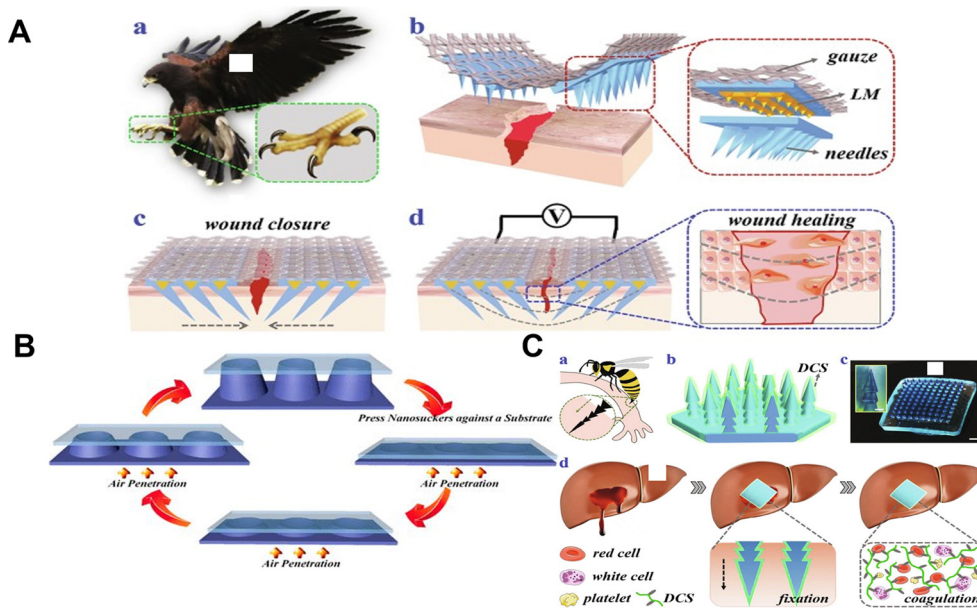 A
a
b
gauze
LM
needles
c
wound closure
d
V
wound healing
B
Press Nanosuckers against a Substrate
Air Penetration
Air Penetration
Air Penetration
C
a
b
DCS
c
d
red cell
white cell
platelet
DCS
fixation
coagulation